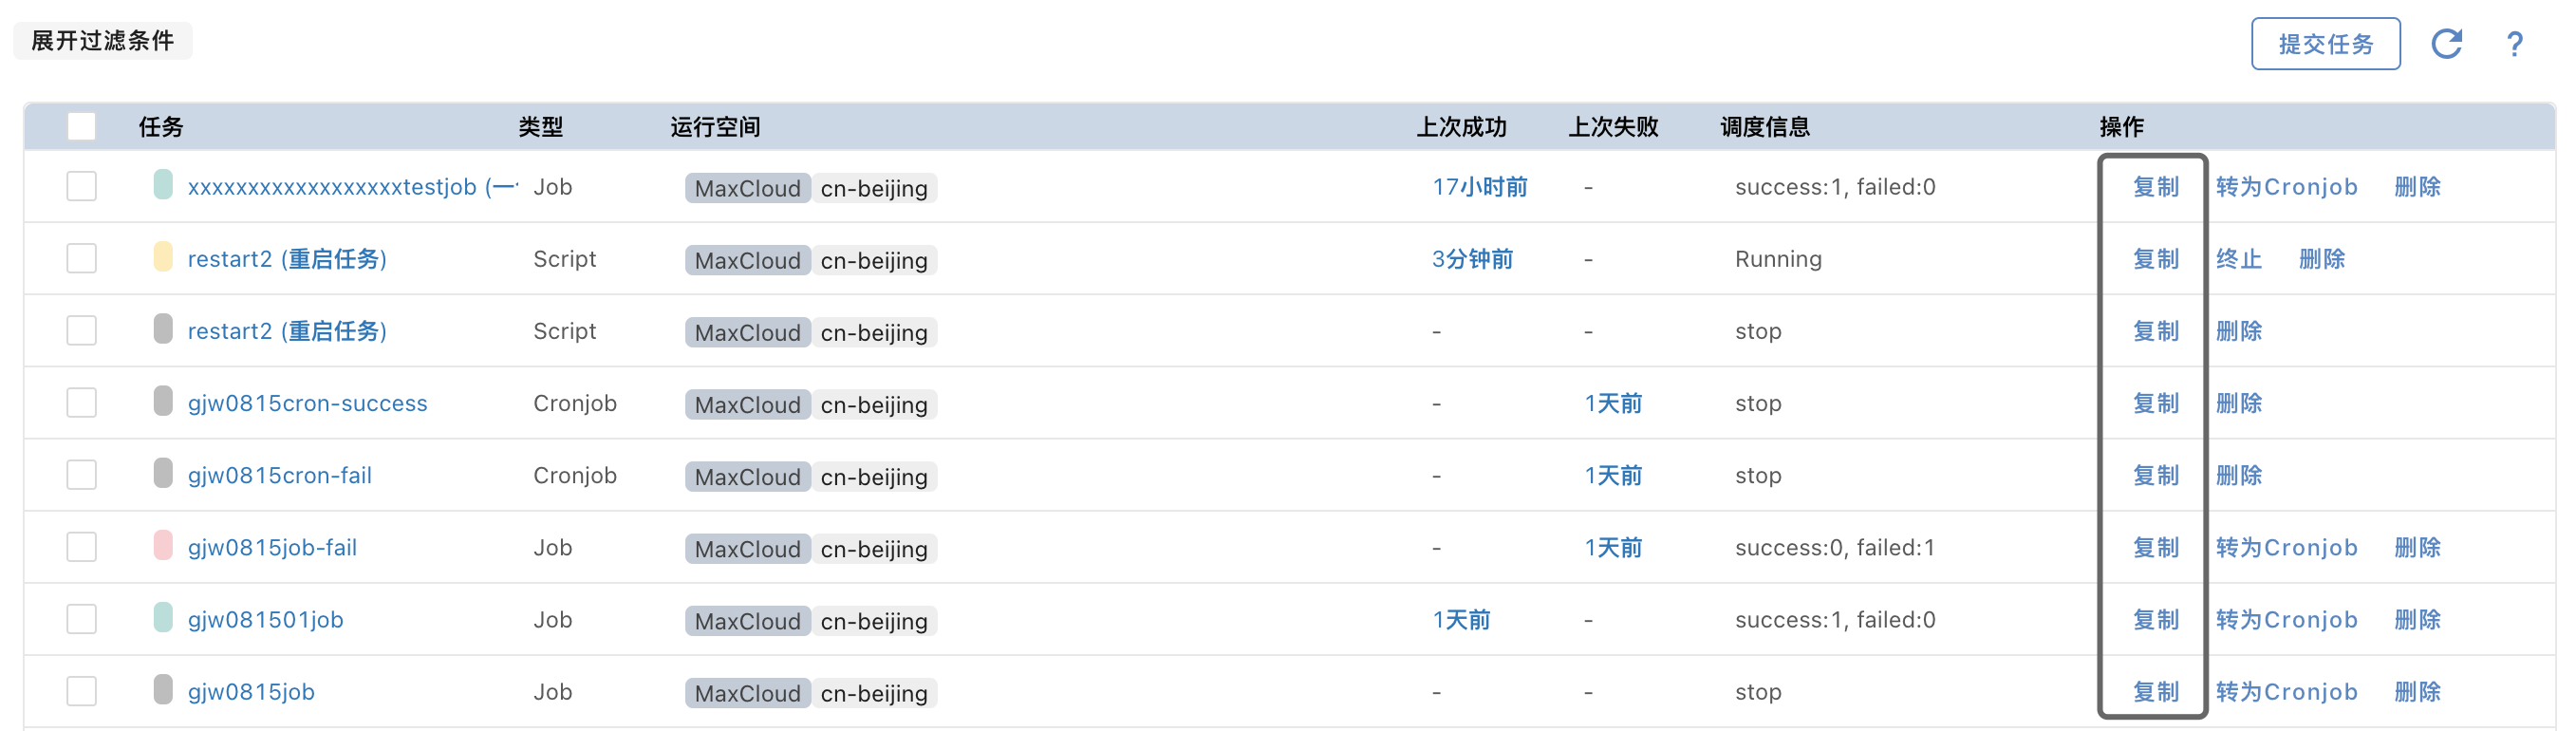 展开过滤条件 提交任务 ?
任务 类型 运行空间 上次成功 上次失败 调度信息 操作
xxxxxxxxxxxxxxxxxxtestjob (一 Job MaxCloud cn-beijing 17小时前 - success:1, failed:0 复制 转为Cronjob 删除
restart2 (重启任务) Script MaxCloud cn-beijing 3分钟前 - Running 复制 终止 删除
restart2 (重启任务) Script MaxCloud cn-beijing - - stop 复制 删除
gjw0815cron-success Cronjob MaxCloud cn-beijing - 1天前 stop 复制 删除
gjw0815cron-fail Cronjob MaxCloud cn-beijing - 1天前 stop 复制 删除
gjw0815job-fail Job MaxCloud cn-beijing - 1天前 success:0, failed:1 复制 转为Cronjob 删除
gjw081501job Job MaxCloud cn-beijing 1天前 - success:1, failed:0 复制 转为Cronjob 删除
gjw0815job Job MaxCloud cn-beijing - - stop 复制 转为Cronjob 删除